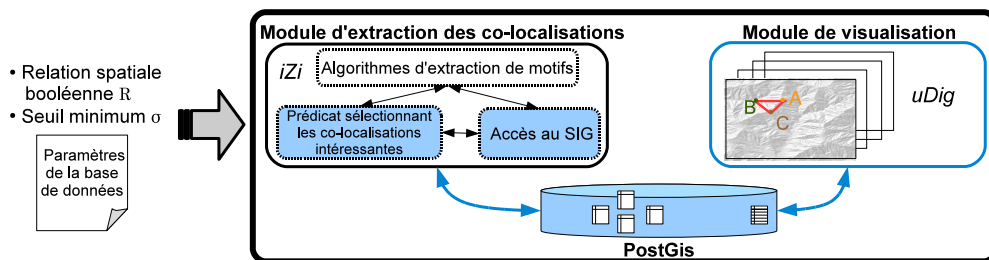 • Relation spatiale
booléenne R
• Seuil minimum σ
Paramètres
de la base
de données
Module d'extraction des co-localisations
iZi
Algorithmes d'extraction de motifs
Prédicat sélectionnant
les co-localisations
intéressantes
Accès au SIG
Module de visualisation
uDig
A
B
C
PostGis